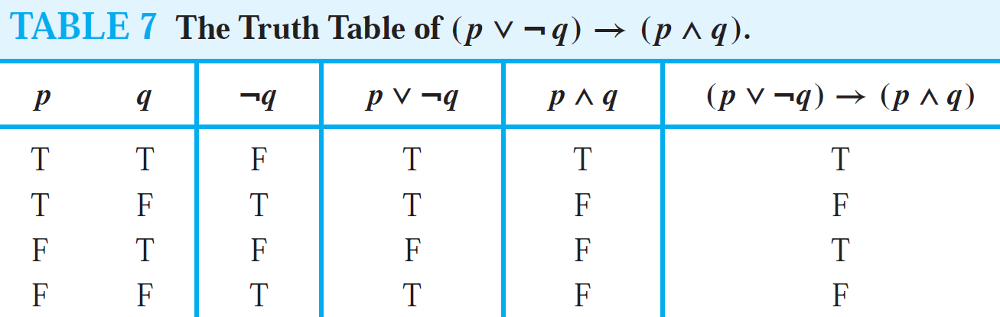 TABLE 7 The Truth Table of (p ∨ ¬q) → (p ∧ q).
p q ¬q p ∨ ¬q p ∧ q (p ∨ ¬q) → (p ∧ q)
T T F T T T
T F T T F F
F T F F F T
F F T T F F